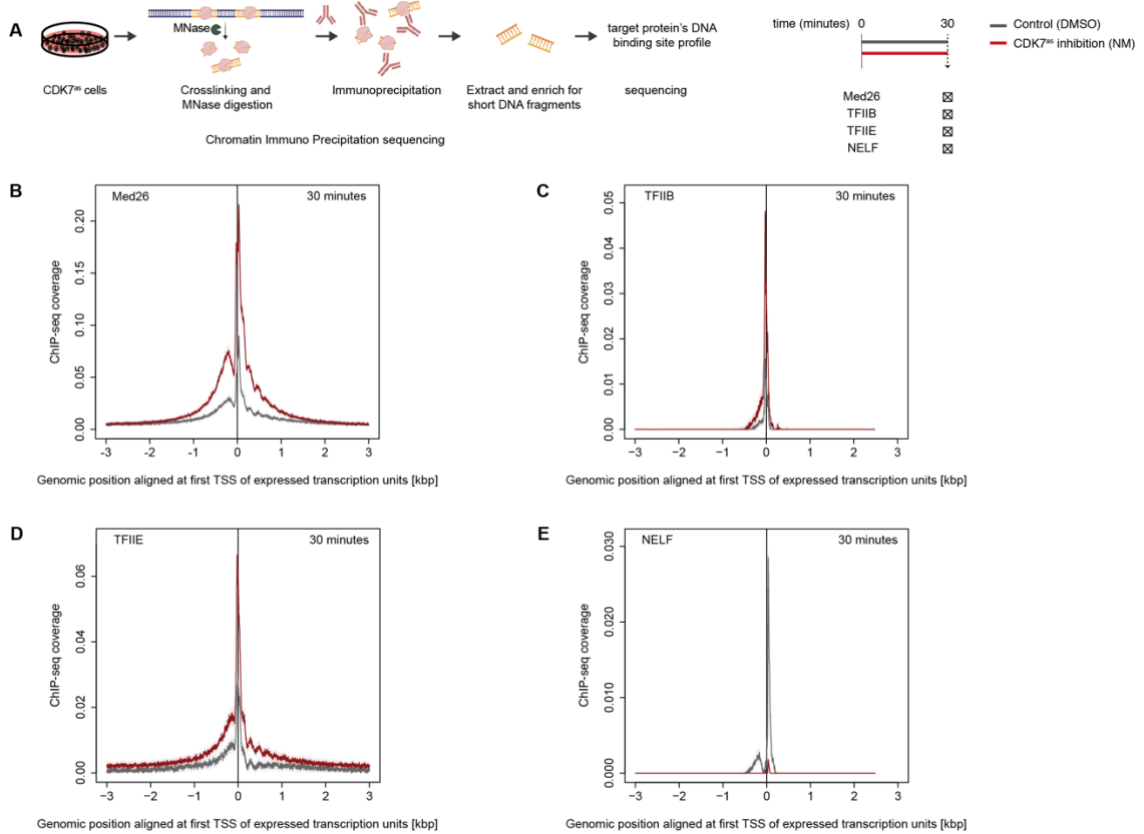 A
MNase
CDK7as cells
Crosslinking and
MNase digestion
Immunoprecipitation
Extract and enrich for
short DNA fragments
target protein's DNA
binding site profile
sequencing
Chromatin Immuno Precipitation sequencing
time (minutes) 0 30
Control (DMSO)
CDK7as inhibition (NM)
Med26
TFIIB
TFIIE
NELF
B
Med26 30 minutes
ChIP-seq coverage
0.20
0.15
0.10
0.05
0.00
−3 −2 −1 0 1 2 3
Genomic position aligned at first TSS of expressed transcription units [kbp]
C
TFIIB 30 minutes
ChIP-seq coverage
0.05
0.04
0.03
0.02
0.01
0.00
−3 −2 −1 0 1 2 3
Genomic position aligned at first TSS of expressed transcription units [kbp]
D
TFIIE 30 minutes
ChIP-seq coverage
0.06
0.04
0.02
0.00
−3 −2 −1 0 1 2 3
Genomic position aligned at first TSS of expressed transcription units [kbp]
E
NELF 30 minutes
ChIP-seq coverage
0.030
0.020
0.010
0.000
−3 −2 −1 0 1 2 3
Genomic position aligned at first TSS of expressed transcription units [kbp]